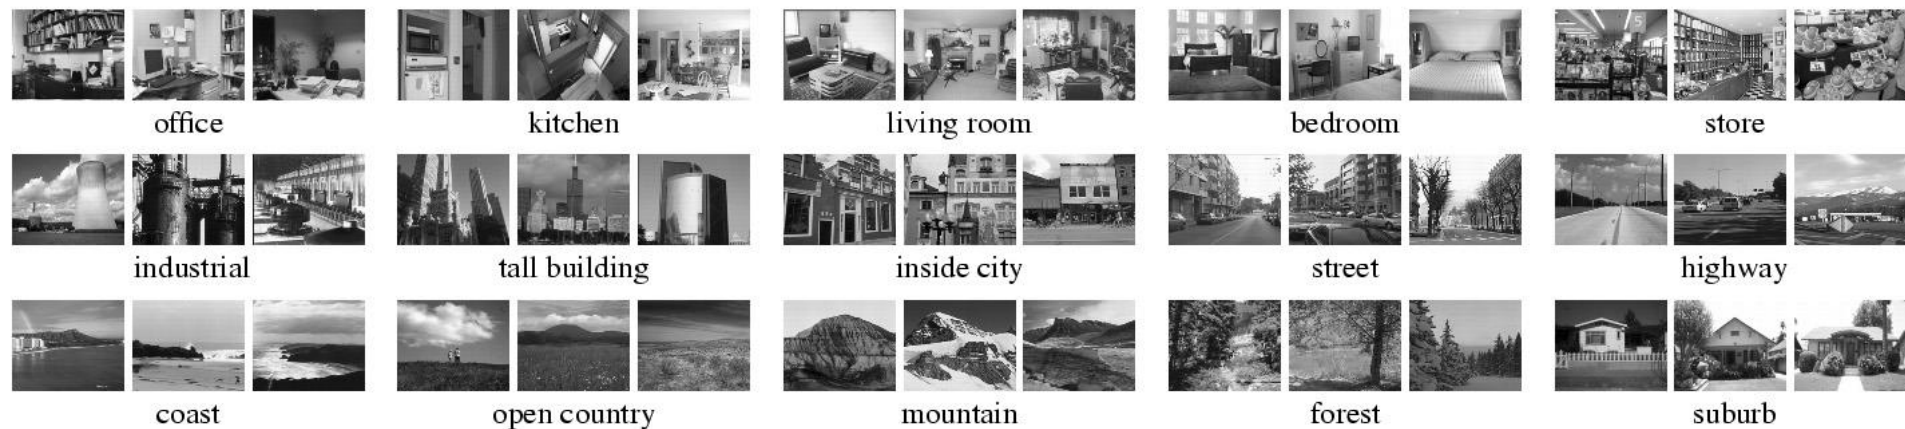 5
office kitchen living room bedroom store
industrial tall building inside city street highway
coast open country mountain forest suburb